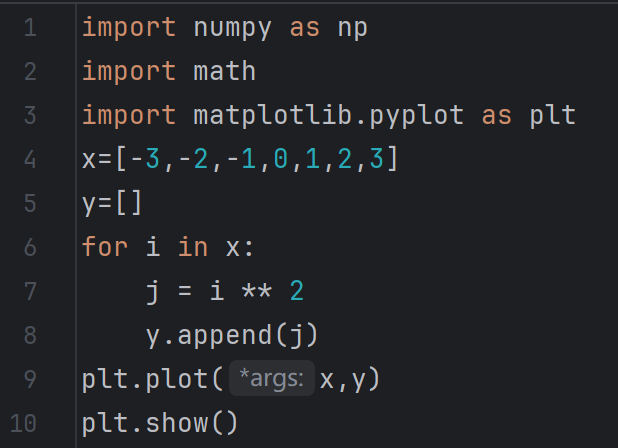 1 import numpy as np
2 import math
3 import matplotlib.pyplot as plt
4 x=[-3,-2,-1,0,1,2,3]
5 y=[]
6 for i in x:
7     j = i ** 2
8     y.append(j)
9 plt.plot( *args: x,y)
10 plt.show()